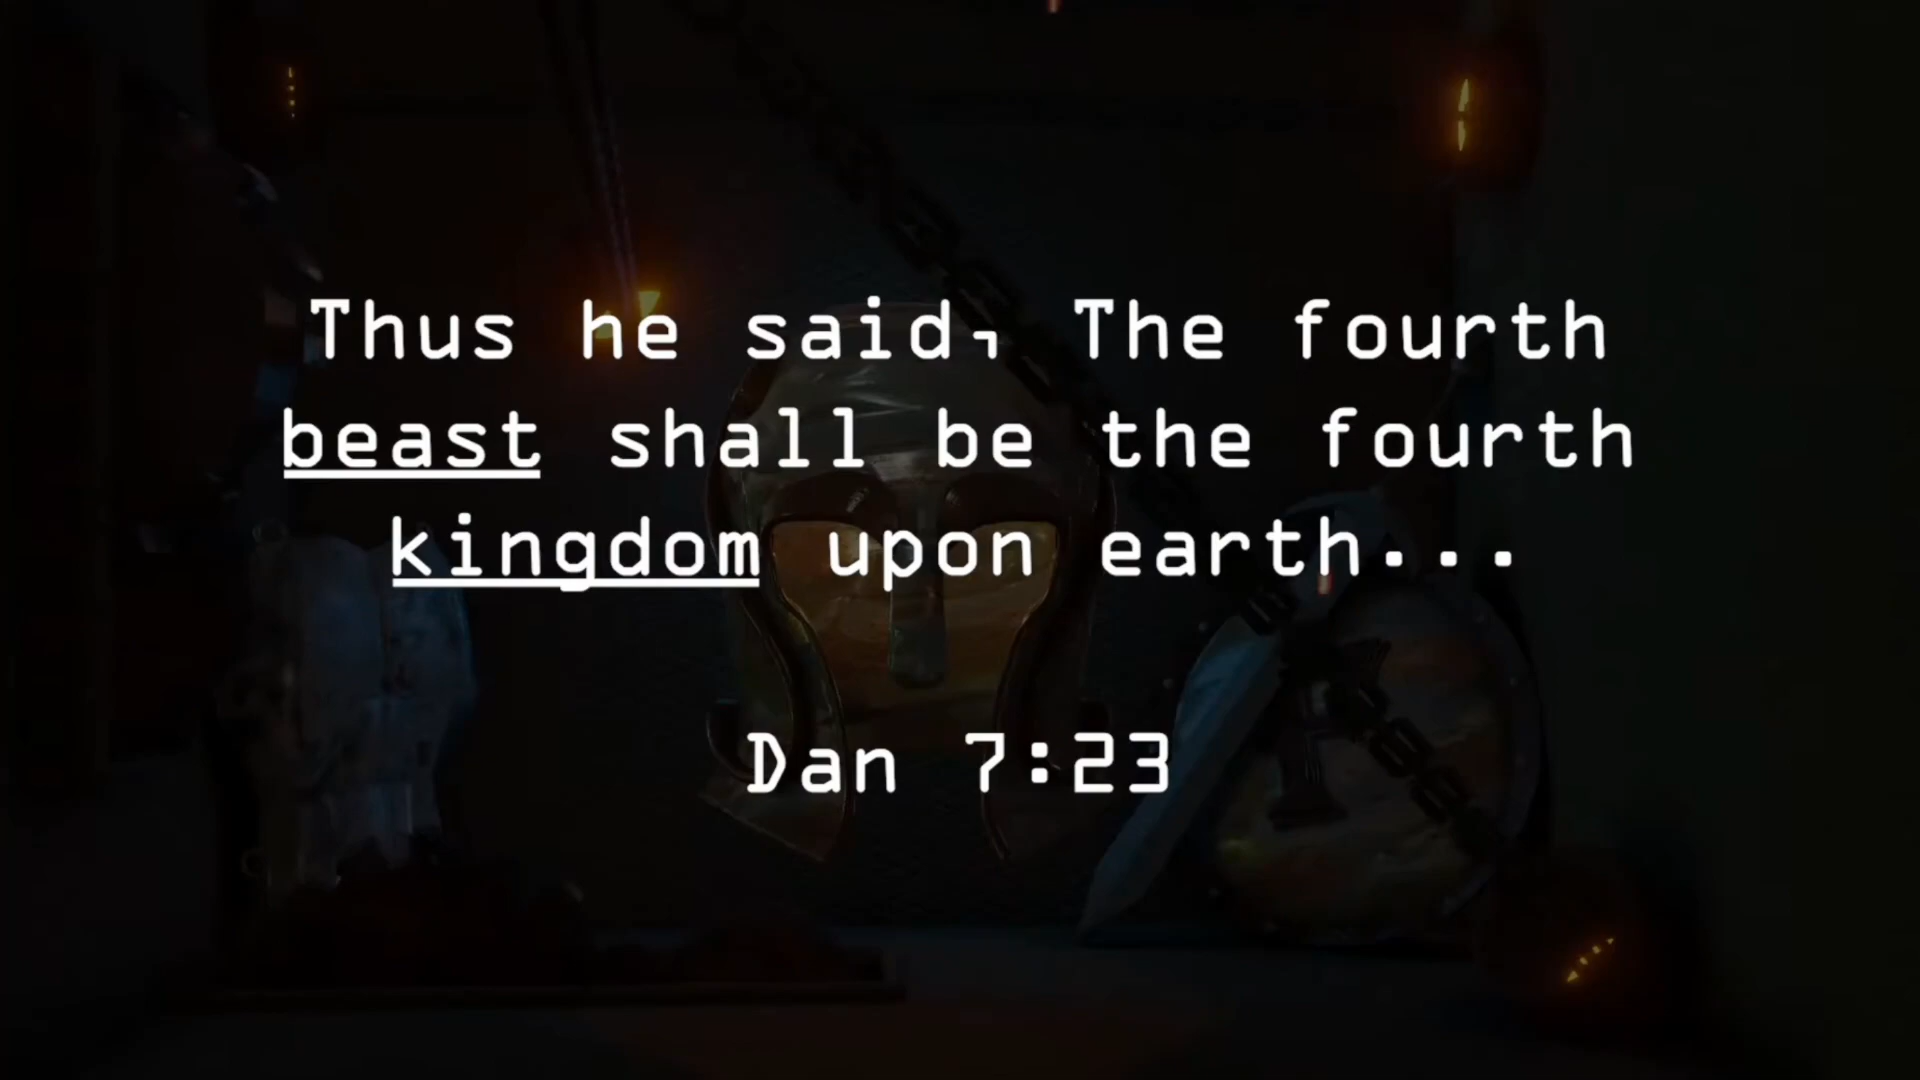 Thus he said, The fourth
beast shall be the fourth
kingdom upon earth...
Dan 7:23